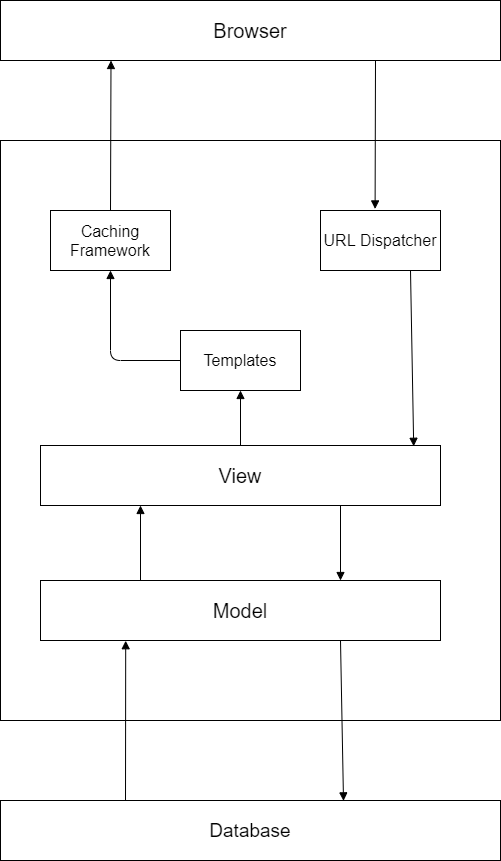 Browser
Caching
Framework
URL Dispatcher
Templates
View
Model
Database